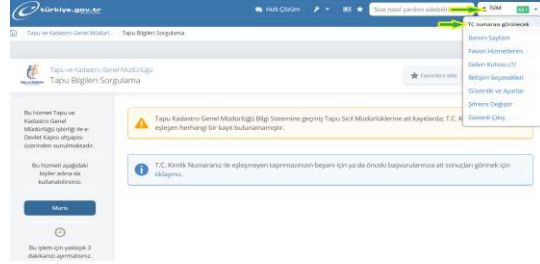 türkiye.gov.tr
Hızlı Çözüm
Size nasıl yardım edebilirim
İSİM
TC numarası görünecek
Benim Sayfam
Favori Hizmetlerim
Gelen Kutusu (1)
İletişim Seçenekleri
Güvenlik ve Ayarlar
Şifremi Değiştir
Güvenli Çıkış
Tapu ve Kadastro Genel Müdürl...
Tapu Bilgileri Sorgulama
Tapu ve Kadastro Genel Müdürlüğü
Tapu Bilgileri Sorgulama
Favorilere ekle
Bu hizmet Tapu ve
Kadastro Genel
Müdürlüğü işbirliği ile e-
Devlet Kapısı altyapısı
üzerinden sunulmaktadır.
Bu hizmeti aşağıdaki
kişiler adına da
kullanabilirsiniz.
Muris
Bu işlem için yaklaşık 3
dakikanızı ayırmalısınız.
Tapu Kadastro Genel Müdürlüğü Bilgi Sistemine geçmiş Tapu Sicil Müdürlüklerine ait kayıtlarda; T.C.
eşleşen herhangi bir kayıt bulunamamıştır.
T.C. Kimlik Numaranız ile eşleşmeyen taşınmazınızın beyanı için ya da önceki başvurularınıza ait sonuçları görmek için
tıklayınız.